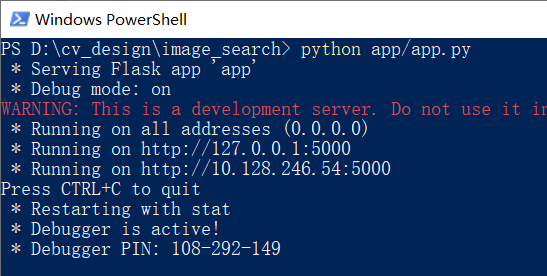 Windows PowerShell
PS D:\cv_design\image_search> python app/app.py
 * Serving Flask app 'app'
 * Debug mode: on
WARNING: This is a development server. Do not use it in
 * Running on all addresses (0.0.0.0)
 * Running on http://127.0.0.1:5000
 * Running on http://10.128.246.54:5000
Press CTRL+C to quit
 * Restarting with stat
 * Debugger is active!
 * Debugger PIN: 108-292-149